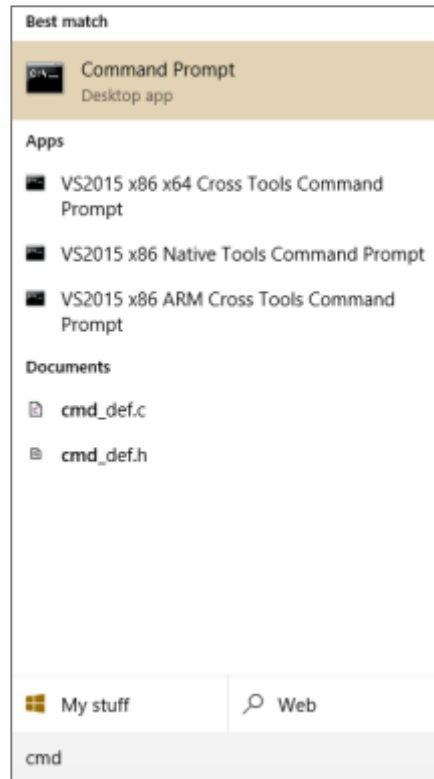 Best match
Command Prompt
Desktop app
Apps
VS2015 x86 x64 Cross Tools Command
Prompt
VS2015 x86 Native Tools Command Prompt
VS2015 x86 ARM Cross Tools Command
Prompt
Documents
cmd_def.c
cmd_def.h
My stuff
Web
cmd